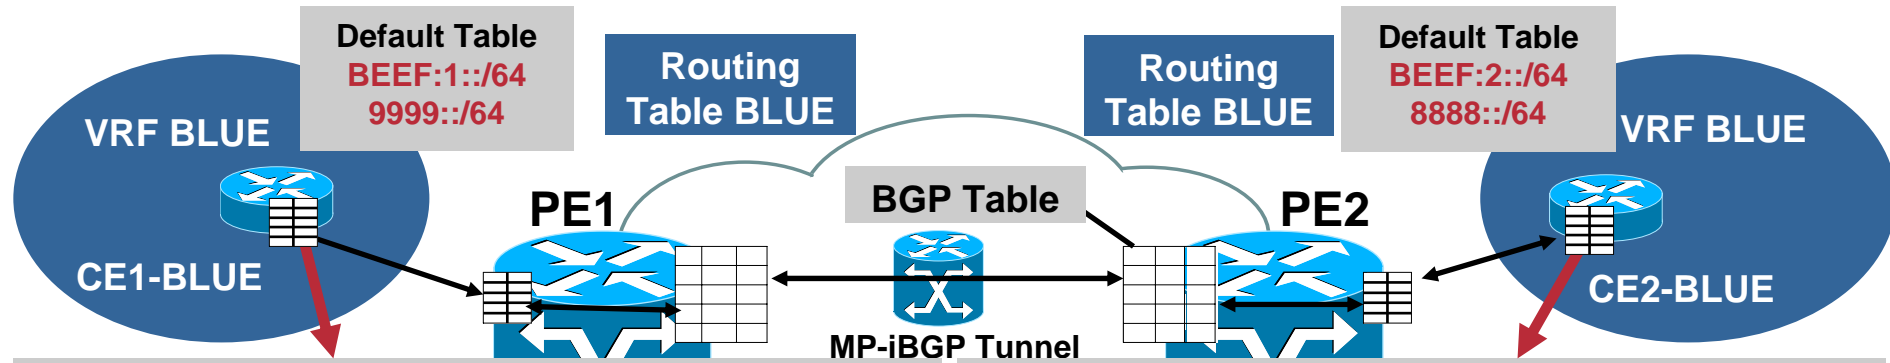 Default Table
BEEF:1::/64
9999::/64
Routing
Table BLUE
Routing
Table BLUE
Default Table
BEEF:2::/64
8888::/64
VRF BLUE
VRF BLUE
PE1
BGP Table
PE2
CE1-BLUE
CE2-BLUE
MP-iBGP Tunnel